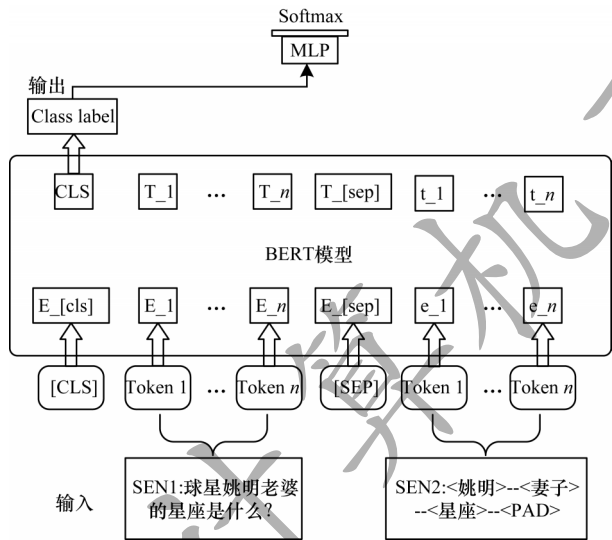 Softmax
MLP
输出
Class label
CLS T_1 ... T_n T_[sep] t_1 ... t_n
BERT模型
E_[cls] E_1 ... E_n E_[sep] e_1 ... e_n
[CLS] Token 1 ... Token n [SEP] Token 1 ... Token n
输入
SEN1:球星姚明老婆
的星座是什么？
SEN2:<姚明>--<妻子>
--<星座>--<PAD>
计算机